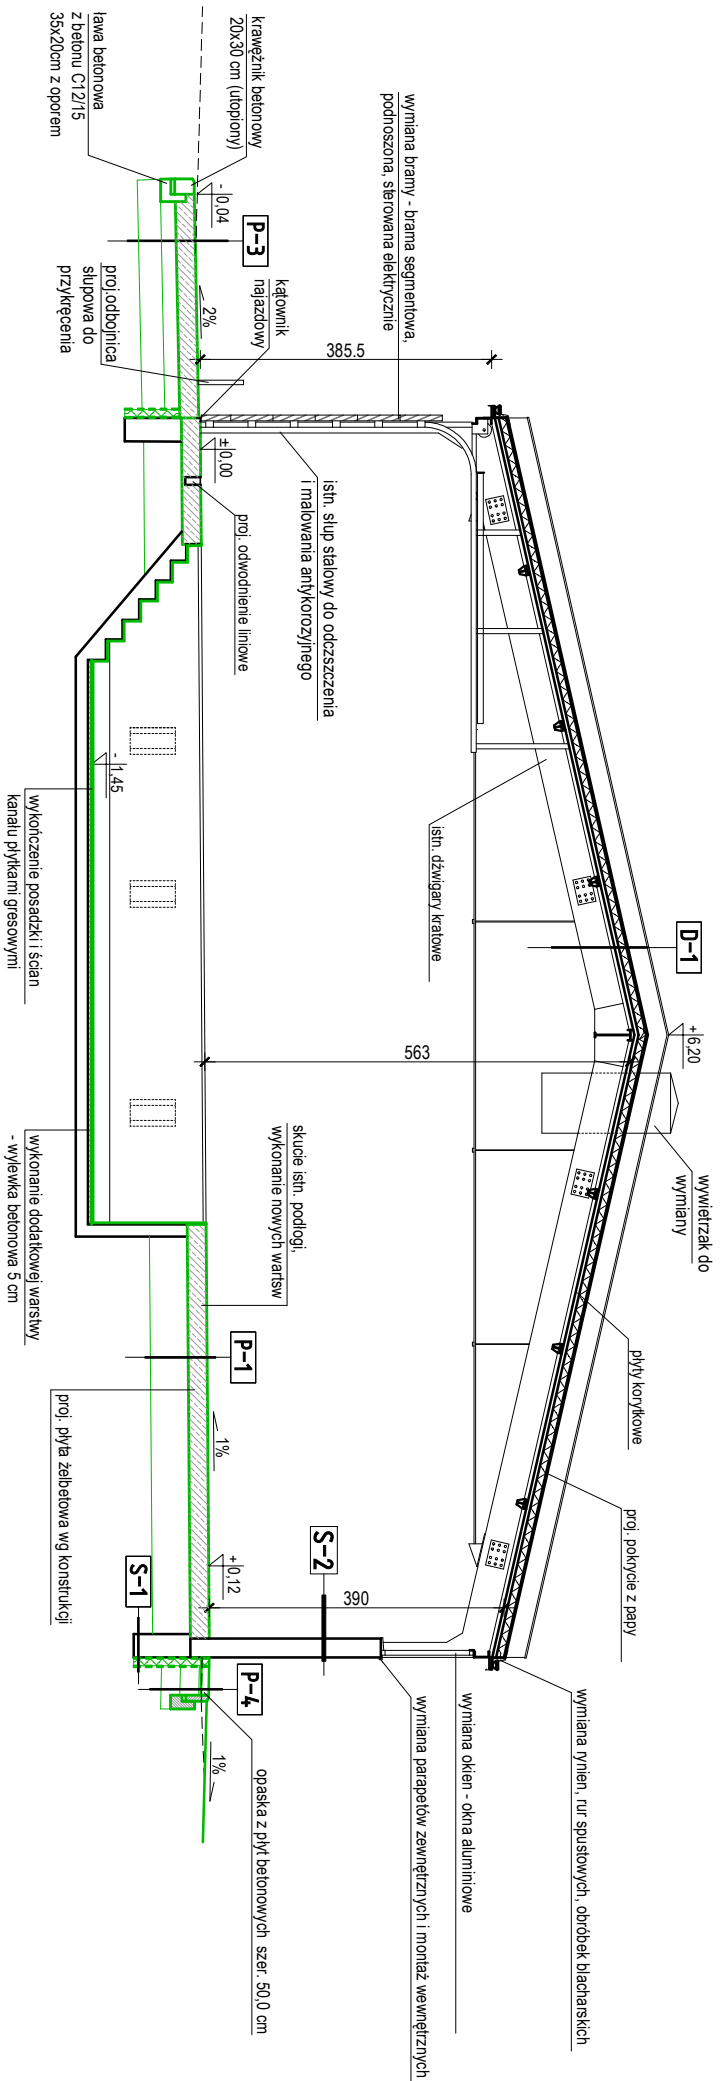 krawężnik betonowy
20x30 cm (utopiony)
ława betonowa
z betonu C12/15
35x20cm z oporem
- 0,04
P-3
2%
proj.odbojnica
słupowa do
przykręcenia
kątownik
najazdowy
wymiana bramy - brama segmentowa,
podnoszona, sterowana elektrycznie
385.5
± 0,00
proj. odwodnienie liniowe
istn. słup stalowy do odczszczenia
i malowania antykorozyjnego
- 1,45
wykończenie posadzki i ścian
kanału płytkami gresowymi
istn. dźwigary kratowe
D-1
+ 6,20
563
wywietrzak do
wymiany
wykonanie dodatkowej warstwy
- wylewka betonowa 5 cm
skucie istn. podłogi,
wykonanie nowych wartsw
P-1
1%
proj. płyta żelbetowa wg konstrukcji
płyty korytkowe
proj. pokrycie z papy
+ 0,12
390
S-2
S-1
P-4
1%
opaska z płyt betonowych szer. 50,0 cm
wymiana okien - okna aluminiowe
wymiana parapetów zewnętrznych i montaż wewnętrznych
wymiana rynien, rur spustowych, obróbek blacharskich